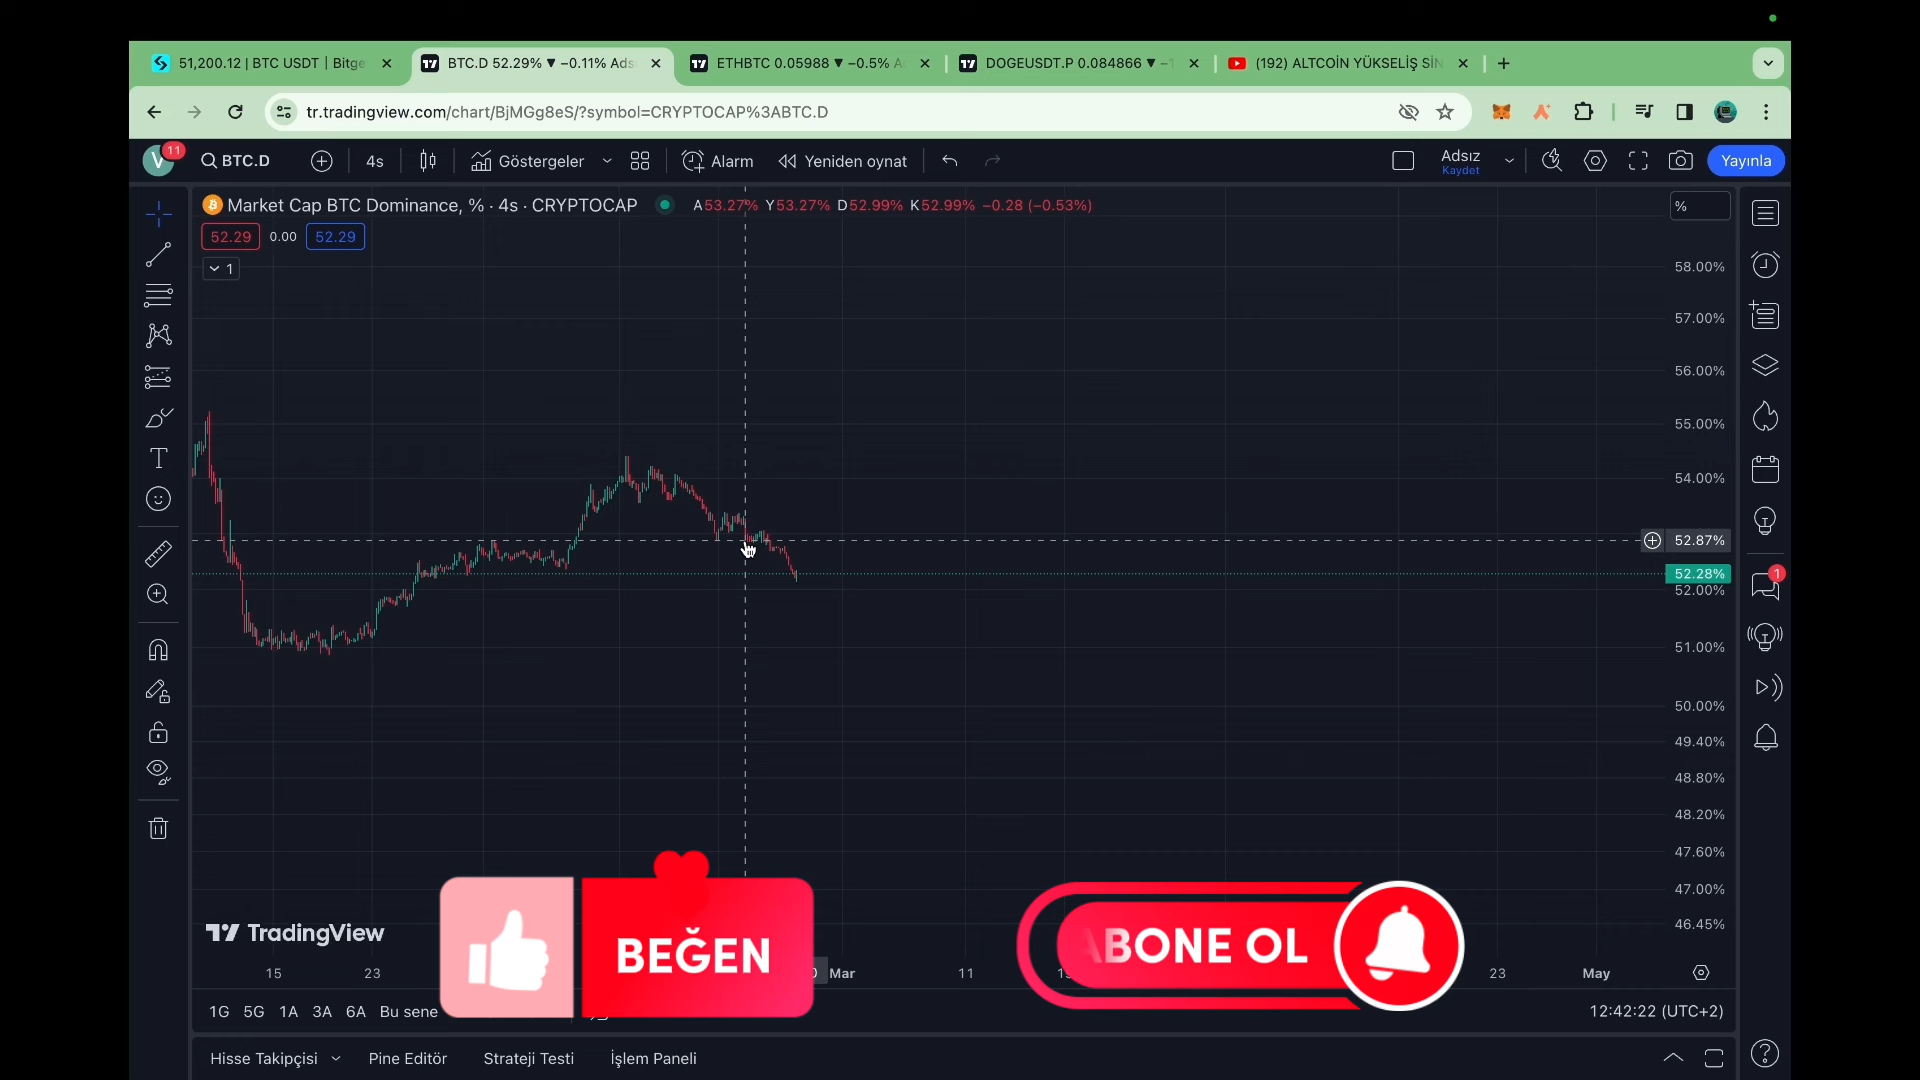 51,200.12 | BTC USDT | Bitge
BTC.D 52.29% ▼ −0.11% Ads
ETHBTC 0.05988 ▼ −0.5% A
DOGEUSDT.P 0.084866 ▼ −1
(192) ALTCOİN YÜKSELİŞ SİN
tr.tradingview.com/chart/BjMGg8eS/?symbol=CRYPTOCAP%3ABTC.D
V
11
BTC.D
4s
Göstergeler
Alarm
Yeniden oynat
Adsız
Kaydet
Yayınla
Market Cap BTC Dominance, % · 4s · CRYPTOCAP
A53.27% Y53.27% D52.99% K52.99% −0.28 (−0.53%)
%
52.29 0.00 52.29
1
58.00%
57.00%
56.00%
55.00%
54.00%
52.87%
52.28%
52.00%
1
51.00%
50.00%
49.40%
48.80%
48.20%
47.60%
47.00%
46.45%
TradingView
BEĞEN
ABONE OL
15 23 Mar 11 23 May
1G 5G 1A 3A 6A Bu sene
12:42:22 (UTC+2)
Hisse Takipçisi Pine Editör Strateji Testi İşlem Paneli